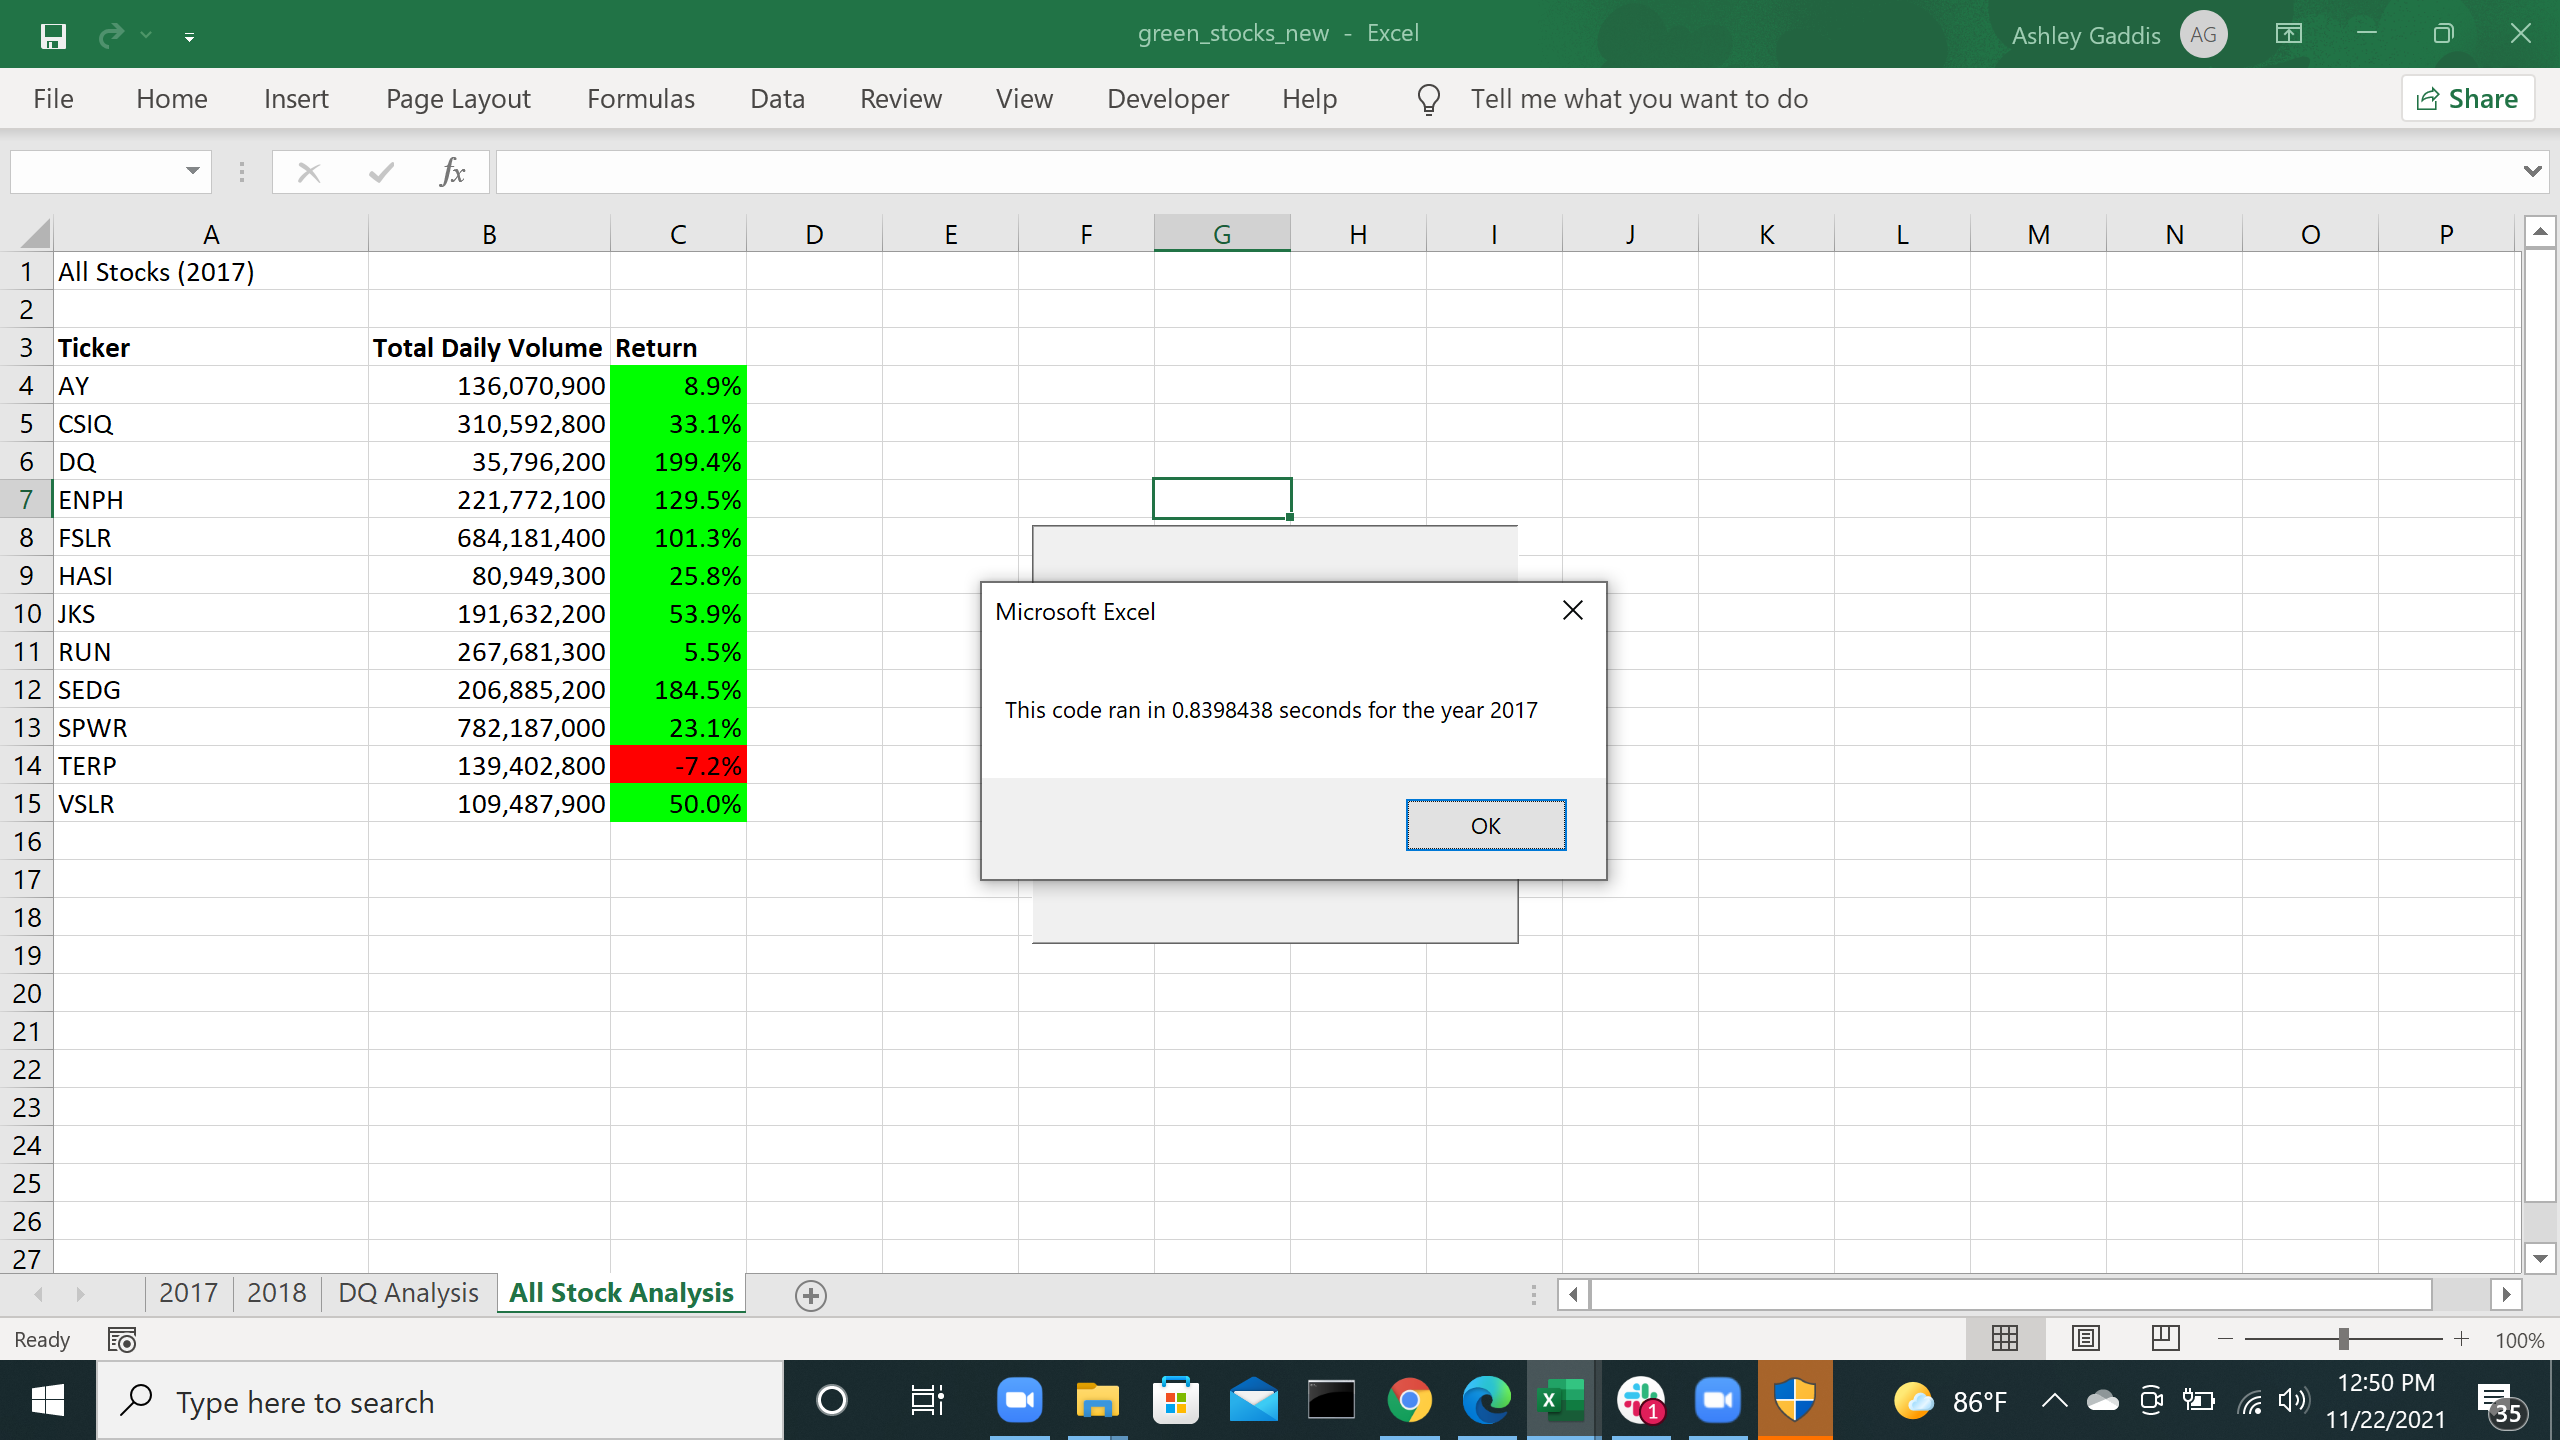 green_stocks_new - Excel
Ashley Gaddis AG
File Home Insert Page Layout Formulas Data Review View Developer Help Tell me what you want to do Share
fx
A B C D E F G H I J K L M N O P
1 All Stocks (2017)
2
3 Ticker Total Daily Volume Return
4 AY 136,070,900 8.9%
5 CSIQ 310,592,800 33.1%
6 DQ 35,796,200 199.4%
7 ENPH 221,772,100 129.5%
8 FSLR 684,181,400 101.3%
9 HASI 80,949,300 25.8%
10 JKS 191,632,200 53.9%
11 RUN 267,681,300 5.5%
12 SEDG 206,885,200 184.5%
13 SPWR 782,187,000 23.1%
14 TERP 139,402,800 -7.2%
15 VSLR 109,487,900 50.0%
16
17
18
19
20
21
22
23
24
25
26
27
Microsoft Excel
This code ran in 0.8398438 seconds for the year 2017
OK
2017 2018 DQ Analysis All Stock Analysis
Ready 100%
Type here to search
X
1
86°F
12:50 PM
11/22/2021
35